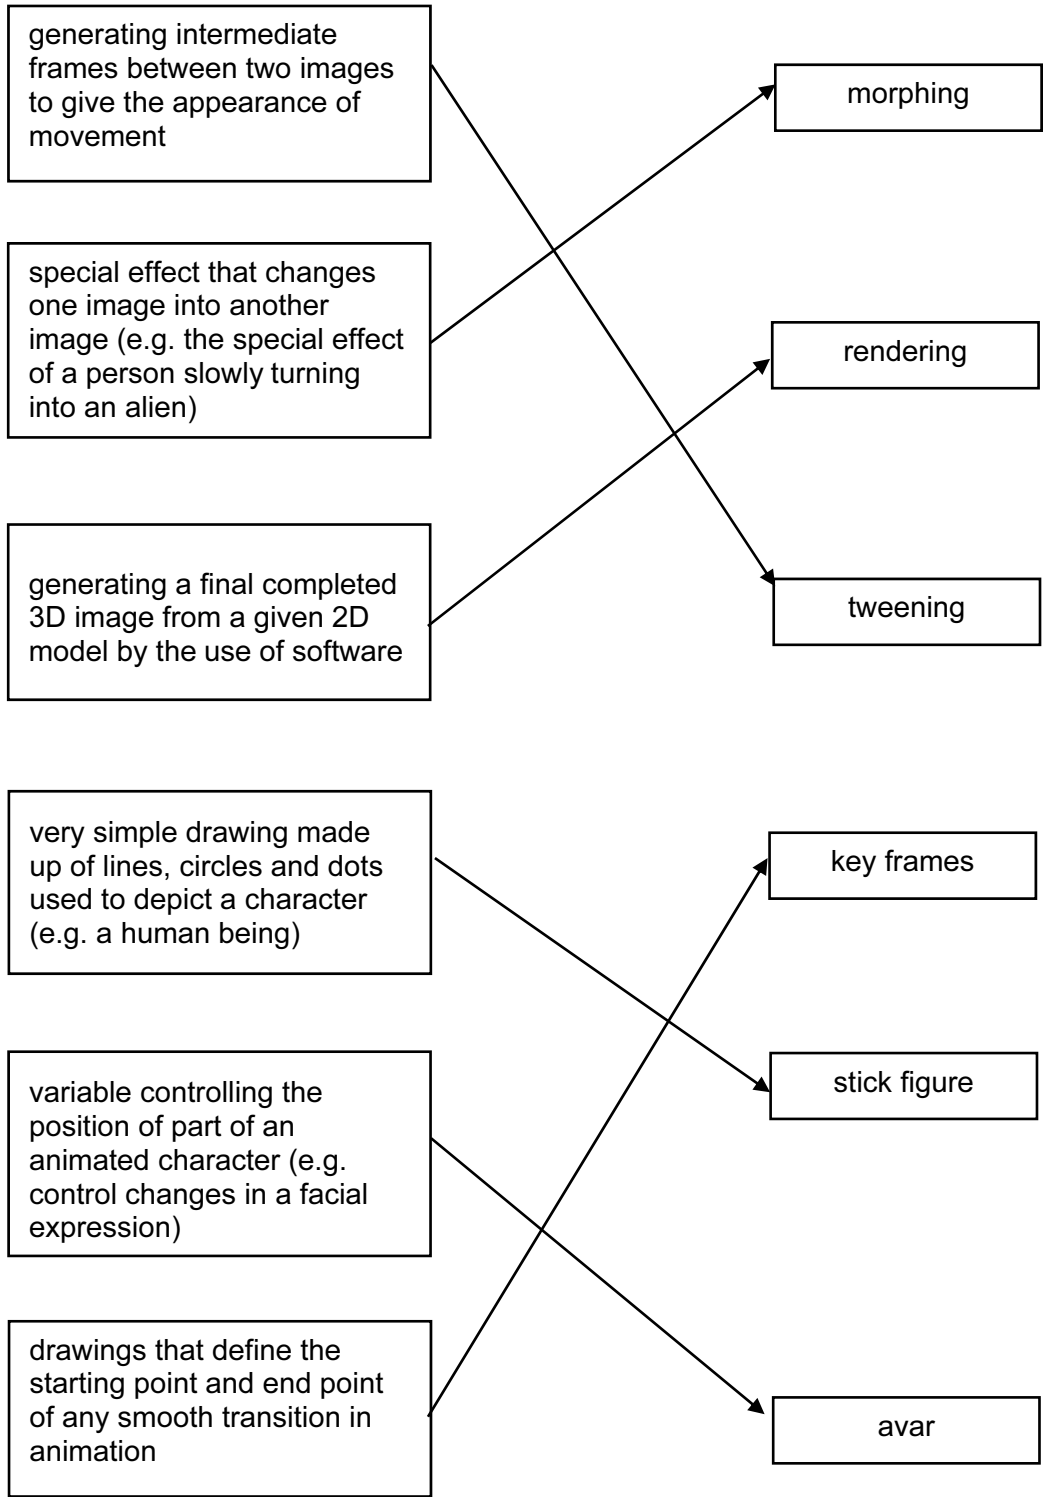 generating intermediate
frames between two images
to give the appearance of
movement
morphing
special effect that changes
one image into another
image (e.g. the special effect
of a person slowly turning
into an alien)
rendering
generating a final completed
3D image from a given 2D
model by the use of software
tweening
very simple drawing made
up of lines, circles and dots
used to depict a character
(e.g. a human being)
key frames
variable controlling the
position of part of an
animated character (e.g.
control changes in a facial
expression)
stick figure
drawings that define the
starting point and end point
of any smooth transition in
animation
avar